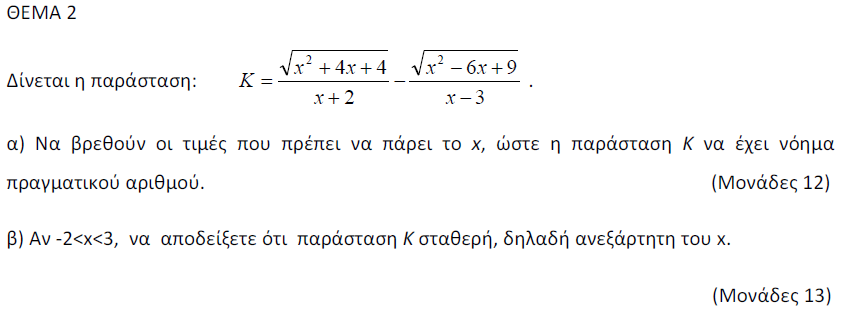 ΘΕΜΑ 2
Δίνεται η παράσταση: K = \frac{\sqrt{x^2+4x+4}}{x+2} - \frac{\sqrt{x^2-6x+9}}{x-3} .
α) Να βρεθούν οι τιμές που πρέπει να πάρει το x, ώστε η παράσταση K να έχει νόημα
πραγματικού αριθμού. (Μονάδες 12)
β) Αν -2<x<3, να αποδείξετε ότι παράσταση K σταθερή, δηλαδή ανεξάρτητη του x.
(Μονάδες 13)